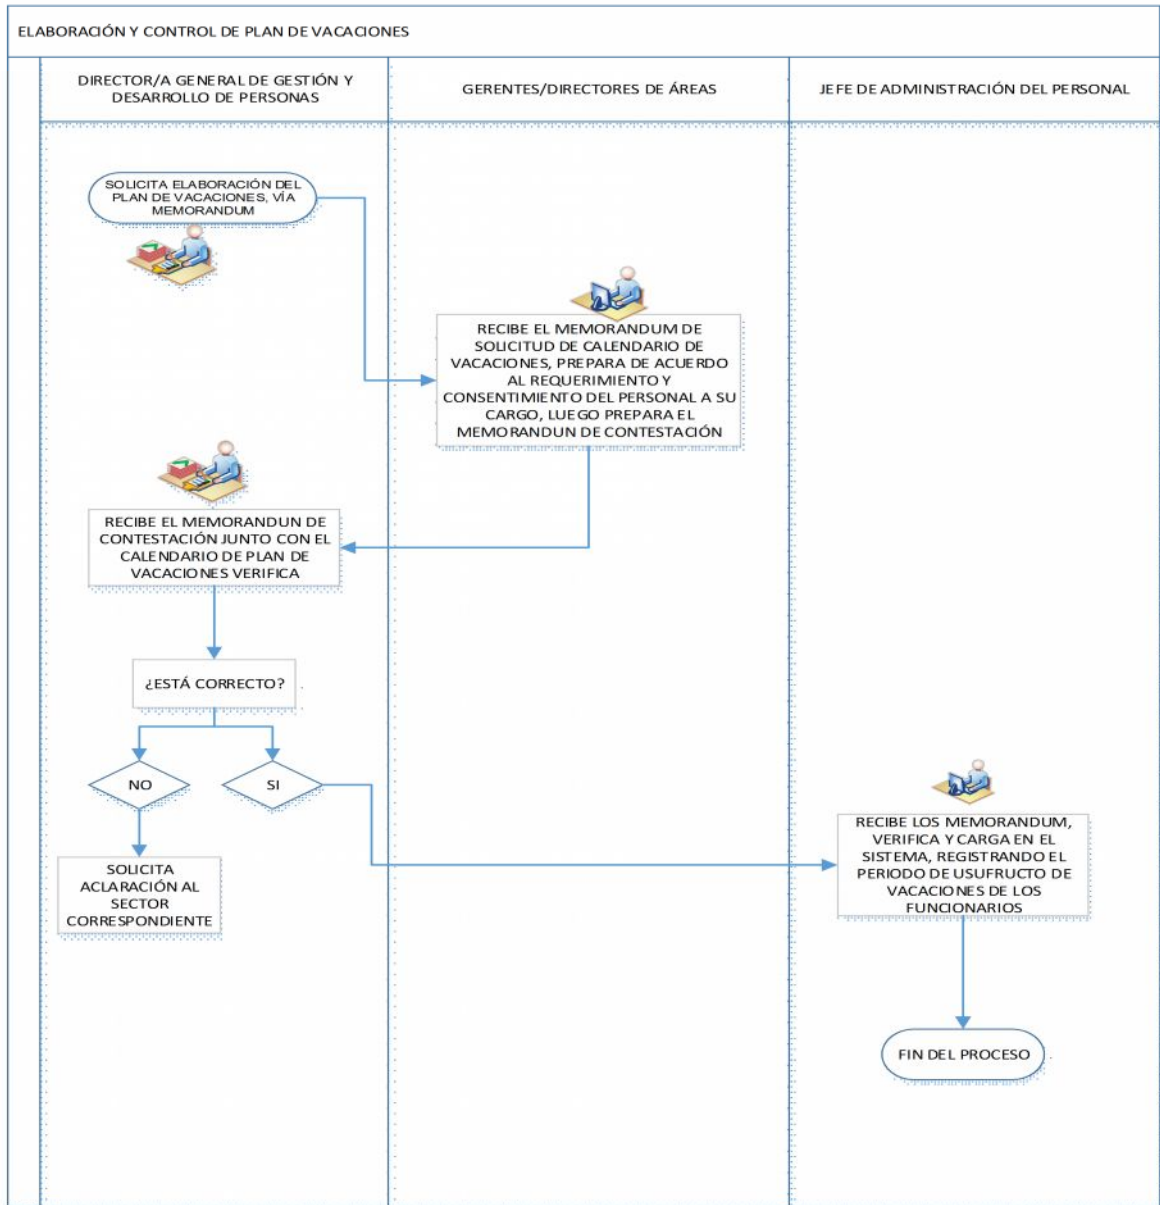 ELABORACIÓN Y CONTROL DE PLAN DE VACACIONES
DIRECTOR/A GENERAL DE GESTIÓN Y
DESARROLLO DE PERSONAS
GERENTES/DIRECTORES DE ÁREAS
JEFE DE ADMINISTRACIÓN DEL PERSONAL
SOLICITA ELABORACIÓN DEL
PLAN DE VACACIONES, VÍA
MEMORANDUM
RECIBE EL MEMORANDUM DE
SOLICITUD DE CALENDARIO DE
VACACIONES, PREPARA DE ACUERDO
AL REQUERIMIENTO Y
CONSENTIMIENTO DEL PERSONAL A SU
CARGO, LUEGO PREPARA EL
MEMORANDUN DE CONTESTACIÓN
RECIBE EL MEMORANDUN DE
CONTESTACIÓN JUNTO CON EL
CALENDARIO DE PLAN DE
VACACIONES VERIFICA
¿ESTÁ CORRECTO?
NO
SI
SOLICITA
ACLARACIÓN AL
SECTOR
CORRESPONDIENTE
RECIBE LOS MEMORANDUM,
VERIFICA Y CARGA EN EL
SISTEMA, REGISTRANDO EL
PERIODO DE USUFRUCTO DE
VACACIONES DE LOS
FUNCIONARIOS
FIN DEL PROCESO